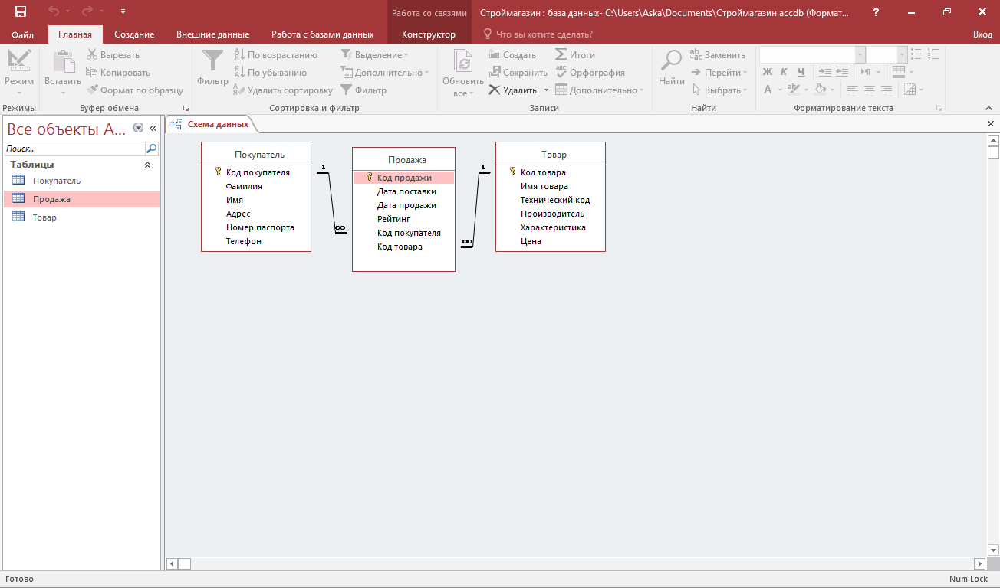 Работа со связями
Строймагазин : база данных- C:\Users\Aska\Documents\Строймагазин.accdb (Формат...
?
Файл
Главная
Создание
Внешние данные
Работа с базами данных
Конструктор
Что вы хотите сделать?
Вход
Режим
Режимы
Вставить
Вырезать
Копировать
Формат по образцу
Буфер обмена
Фильтр
По возрастанию
По убыванию
Удалить сортировку
Выделение
Дополнительно
Фильтр
Сортировка и фильтр
Обновить
все
Создать
Сохранить
Удалить
Итоги
Орфография
Дополнительно
Записи
Найти
Заменить
Перейти
Выбрать
Найти
Ж К Ч
А
Форматирование текста
Все объекты A...
Поиск...
Таблицы
Покупатель
Продажа
Товар
Схема данных
Покупатель
Код покупателя
Фамилия
Имя
Адрес
Номер паспорта
Телефон
1
∞
Продажа
Код продажи
Дата поставки
Дата продажи
Рейтинг
Код покупателя
Код товара
1
∞
Товар
Код товара
Имя товара
Технический код
Производитель
Характеристика
Цена
Готово
Num Lock